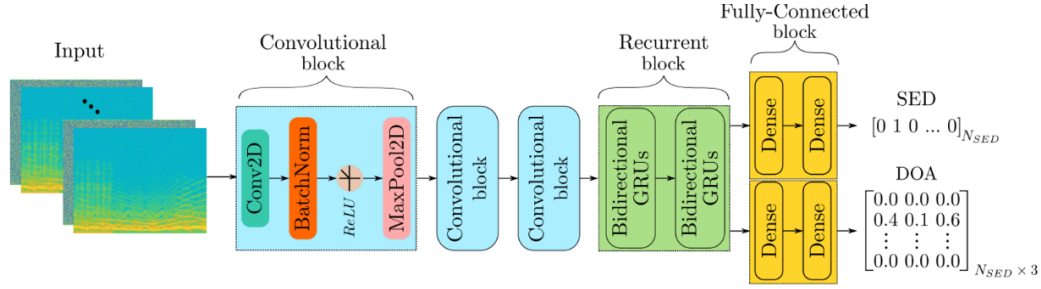 Input
Convolutional
block
Conv2D
BatchNorm
ReLU
MaxPool2D
Convolutional
block
Convolutional
block
Recurrent
block
Bidirectional
GRUs
Bidirectional
GRUs
Fully-Connected
block
Dense
Dense
Dense
Dense
SED
[0 1 0 ... 0]N_SED
DOA
0.0 0.0 0.0
0.4 0.1 0.6
⋮ ⋮ ⋮
0.0 0.0 0.0
N_SED × 3